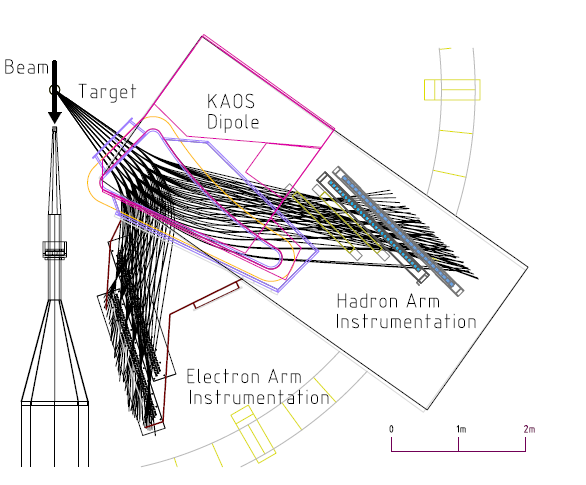 Beam
Target
KAOS
Dipole
Hadron Arm
Instrumentation
Electron Arm
Instrumentation
0 1m 2m